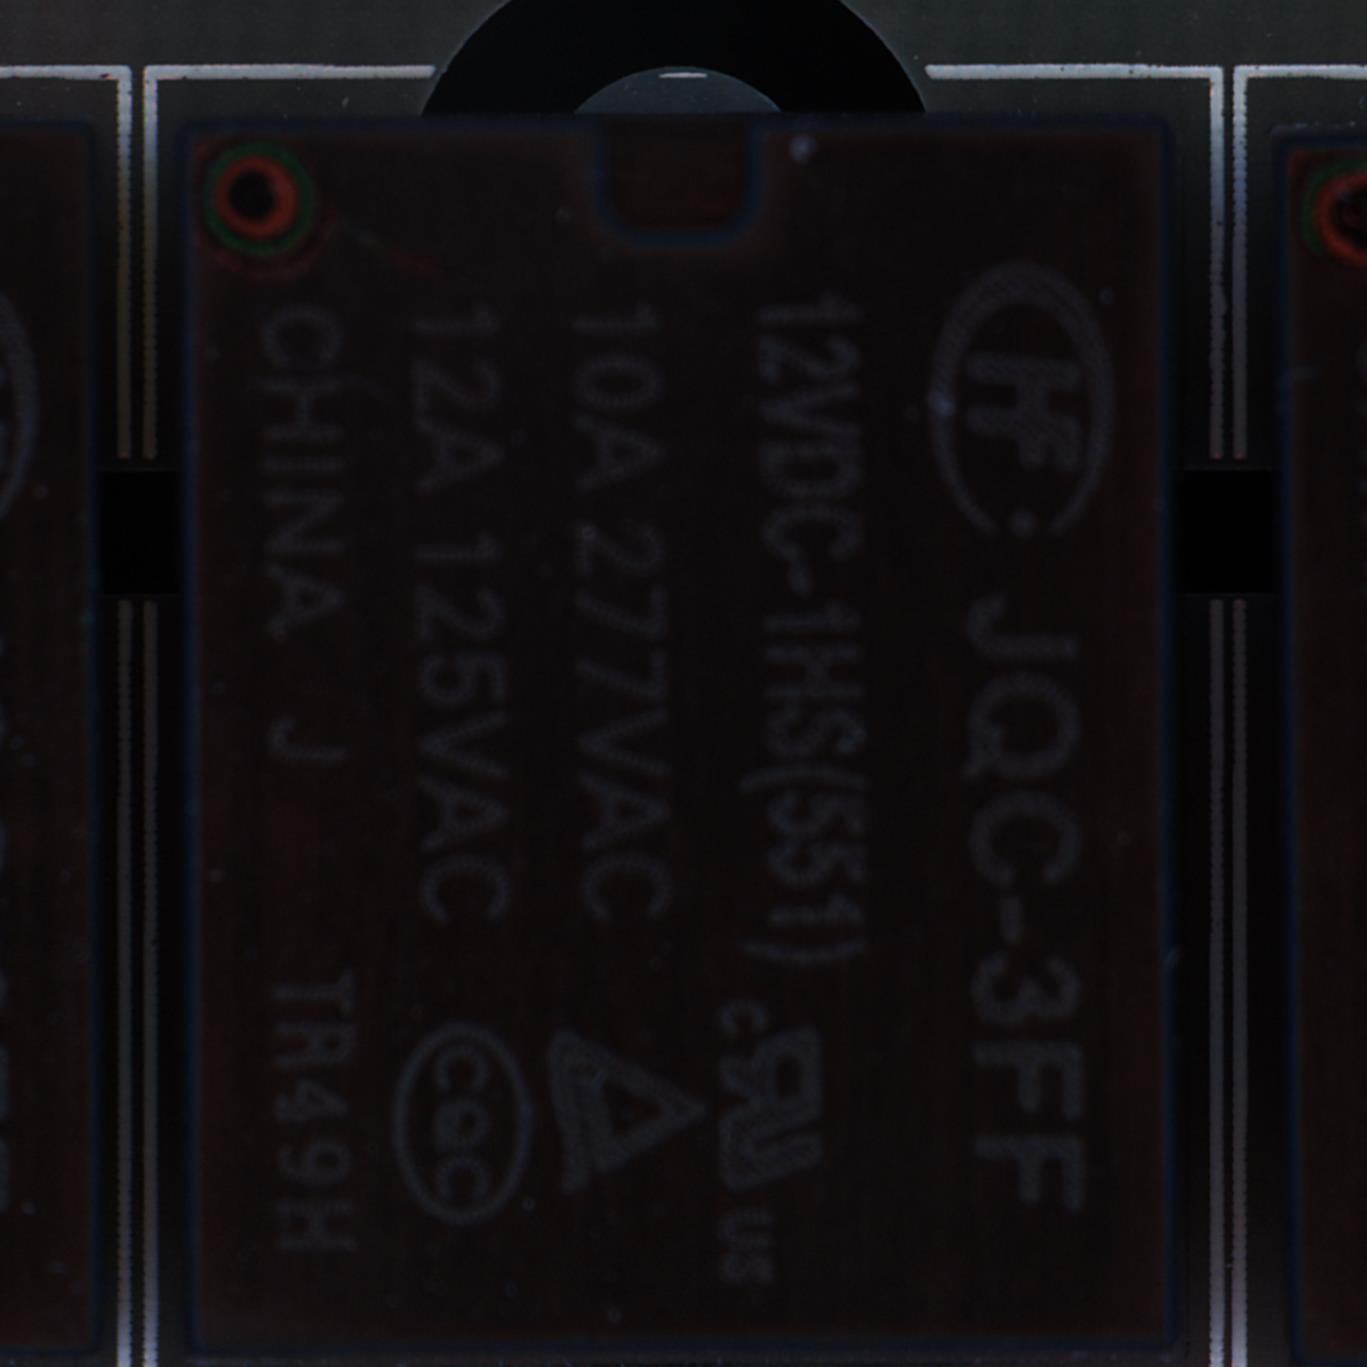 HF JQC-3FF
12VDC-1HS(551)
10A 277VAC
12A 125VAC
CHINA J TR49H
c US
CQC